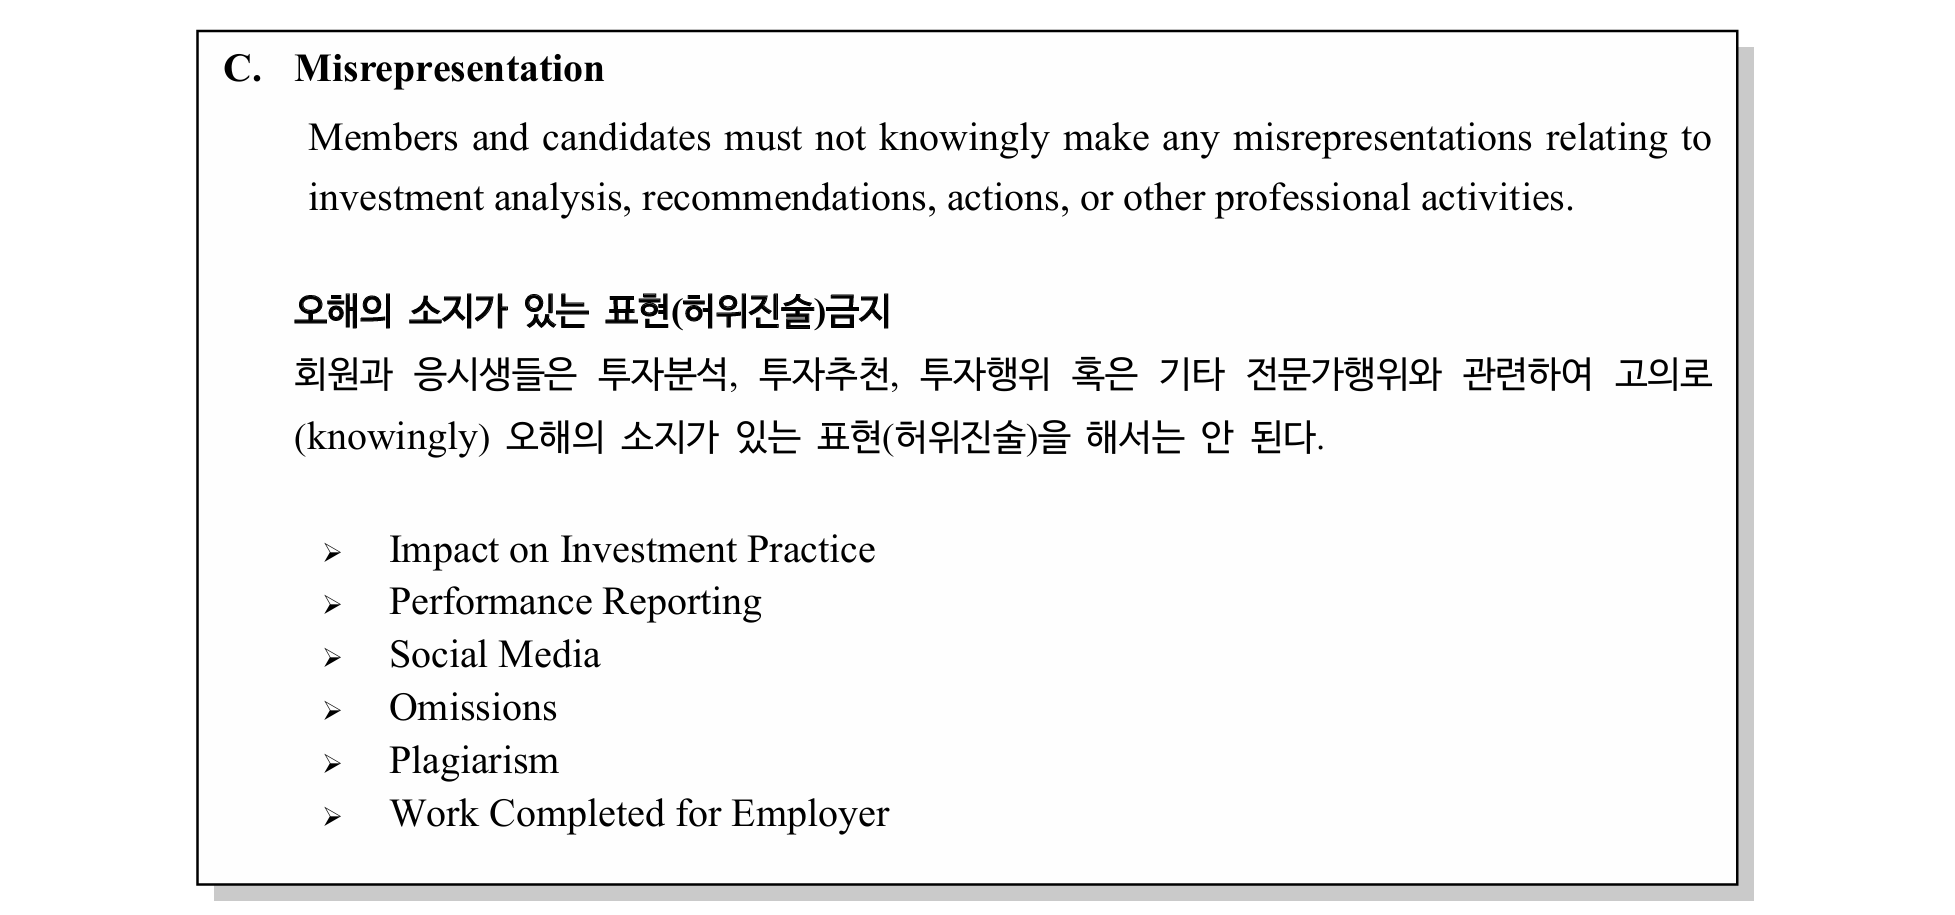 C. Misrepresentation
Members and candidates must not knowingly make any misrepresentations relating to
investment analysis, recommendations, actions, or other professional activities.
오해의 소지가 있는 표현(허위진술)금지
회원과 응시생들은 투자분석, 투자추천, 투자행위 혹은 기타 전문가행위와 관련하여 고의로
(knowingly) 오해의 소지가 있는 표현(허위진술)을 해서는 안 된다.
➢ Impact on Investment Practice
➢ Performance Reporting
➢ Social Media
➢ Omissions
➢ Plagiarism
➢ Work Completed for Employer